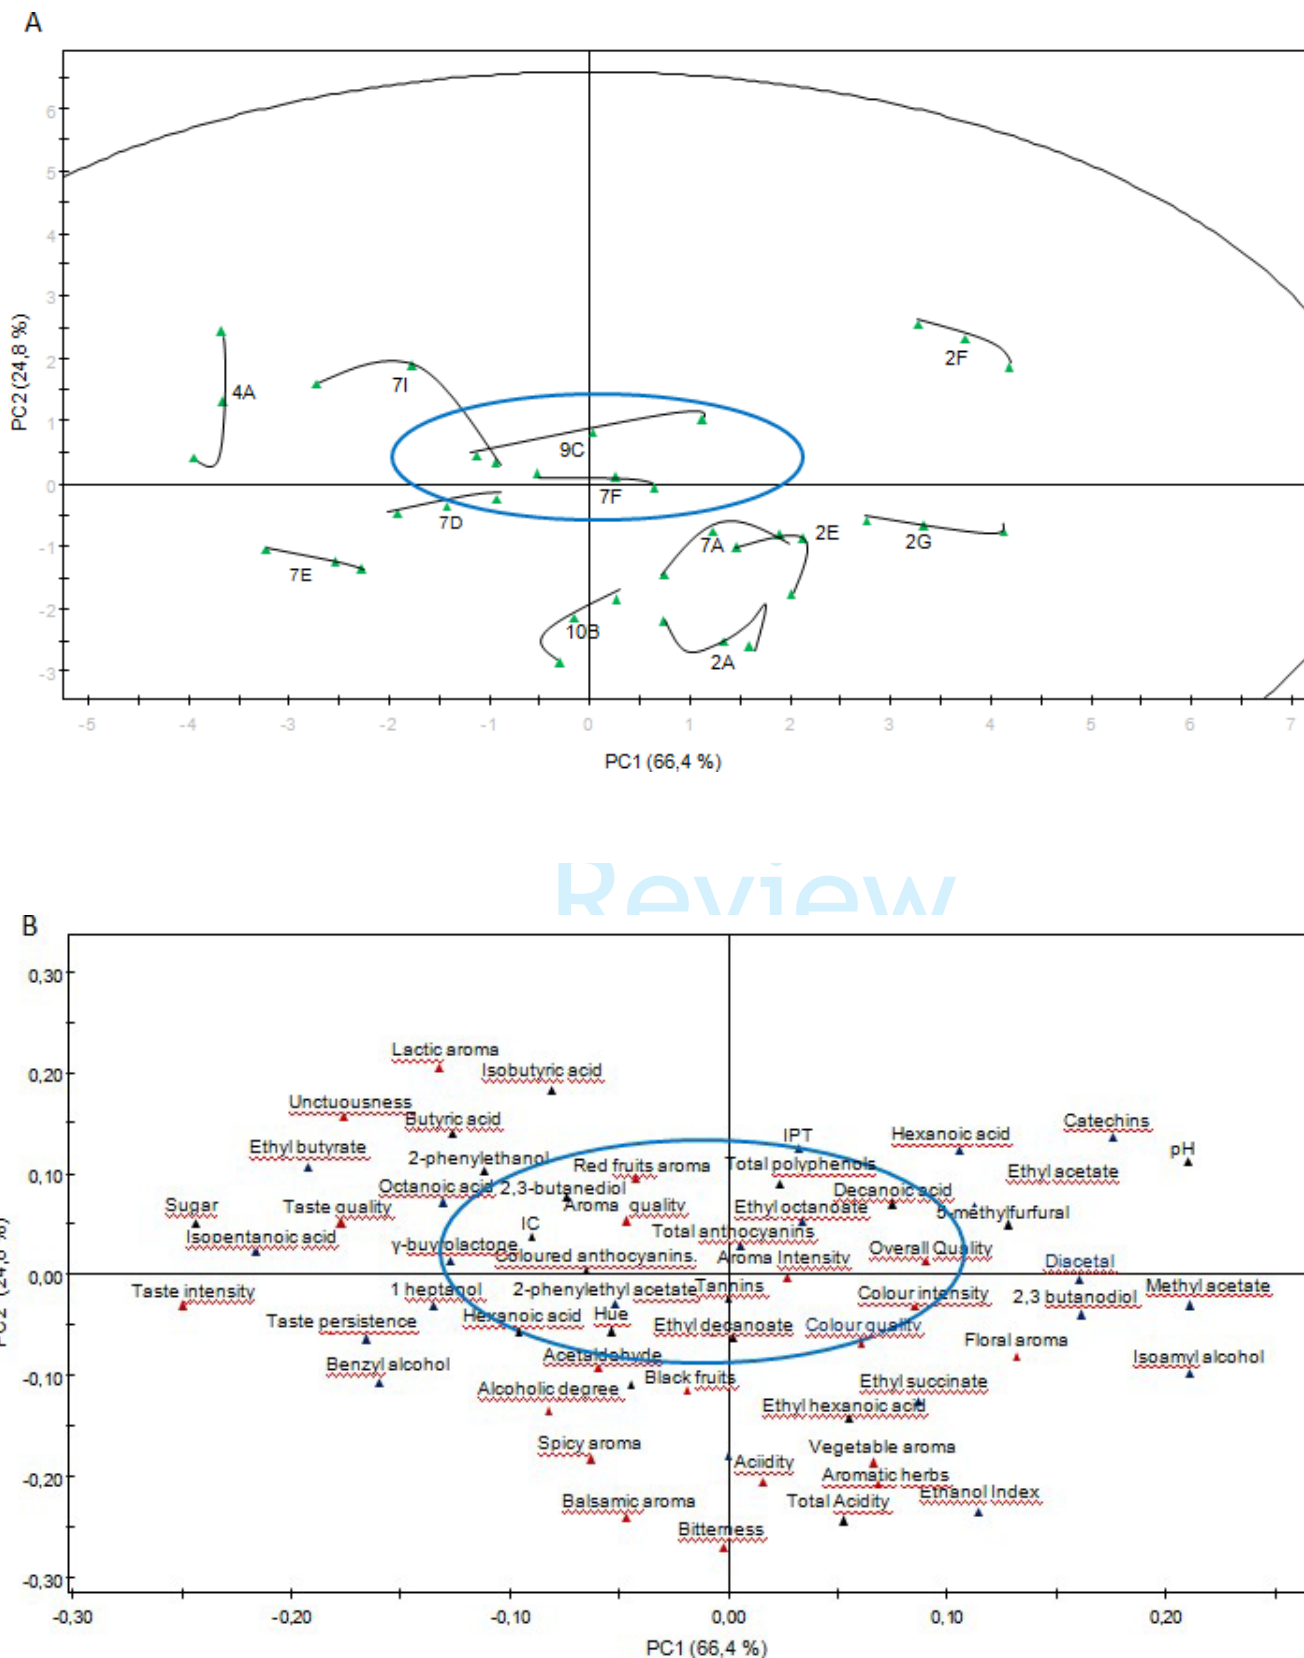 A
6
5
4
3
2
1
0
-1
-2
-3
PC2 (24,8 %)
4A
7I
2F
9C
7F
7D
7E
7A
2E
2G
10B
2A
-5 -4 -3 -2 -1 0 1 2 3 4 5 6 7
PC1 (66,4 %)
Review
B
0,30
0,20
0,10
0,00
-0,10
-0,20
-0,30
Lactic aroma
Isobutyric acid
Unctuousness
Butyric acid
Catechins
IPT
Hexanoic acid
pH
Ethyl butyrate
2-phenylethanol
Red fruits aroma
Total polyphenols
Ethyl acetate
Octanoic acid
2,3-butanediol
Decanoic acid
Sugar
Taste quality
Aroma quality
Ethyl octanoate
5-methylfurfural
IC
Isopentanoic acid
Total anthocyanins
γ-buyrolactope
Coloured anthocyanins.
Aroma Intensity
Overall Quality
Diacetal
Taste intensity
1 heptanol
2-phenylethyl acetate
Tannins
Colour intensity
2,3 butanodiol
Methyl acetate
Taste persistence
Hexanoic acid
Hue
Ethyl decanoate
Colour quality
Floral aroma
Benzyl alcohol
Acetaldehyde
Isoamyl alcohol
Alcoholic degree
Black fruits
Ethyl succinate
Ethyl hexanoic acid
Spicy aroma
Vegetable aroma
Aciidity
Aromatic herbs
Balsamic aroma
Total Acidity
Ethanol Index
Bitterness
-0,30 -0,20 -0,10 0,00 0,10 0,20
PC1 (66,4 %)